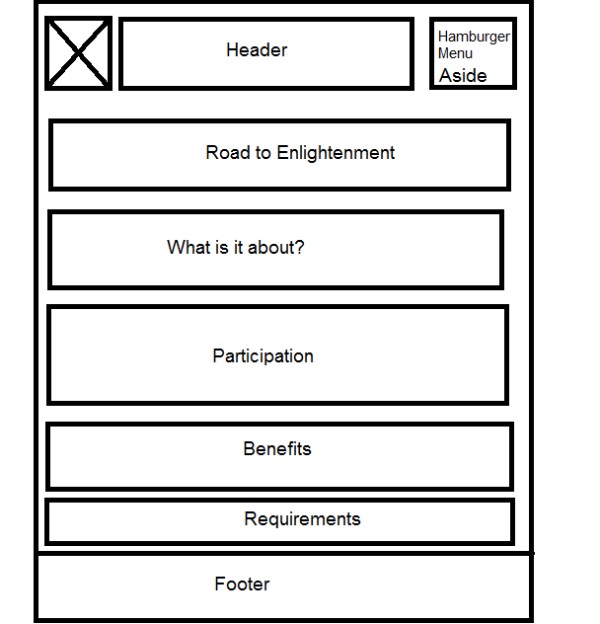 Header
Hamburger
Menu
Aside
Road to Enlightenment
What is it about?
Participation
Benefits
Requirements
Footer